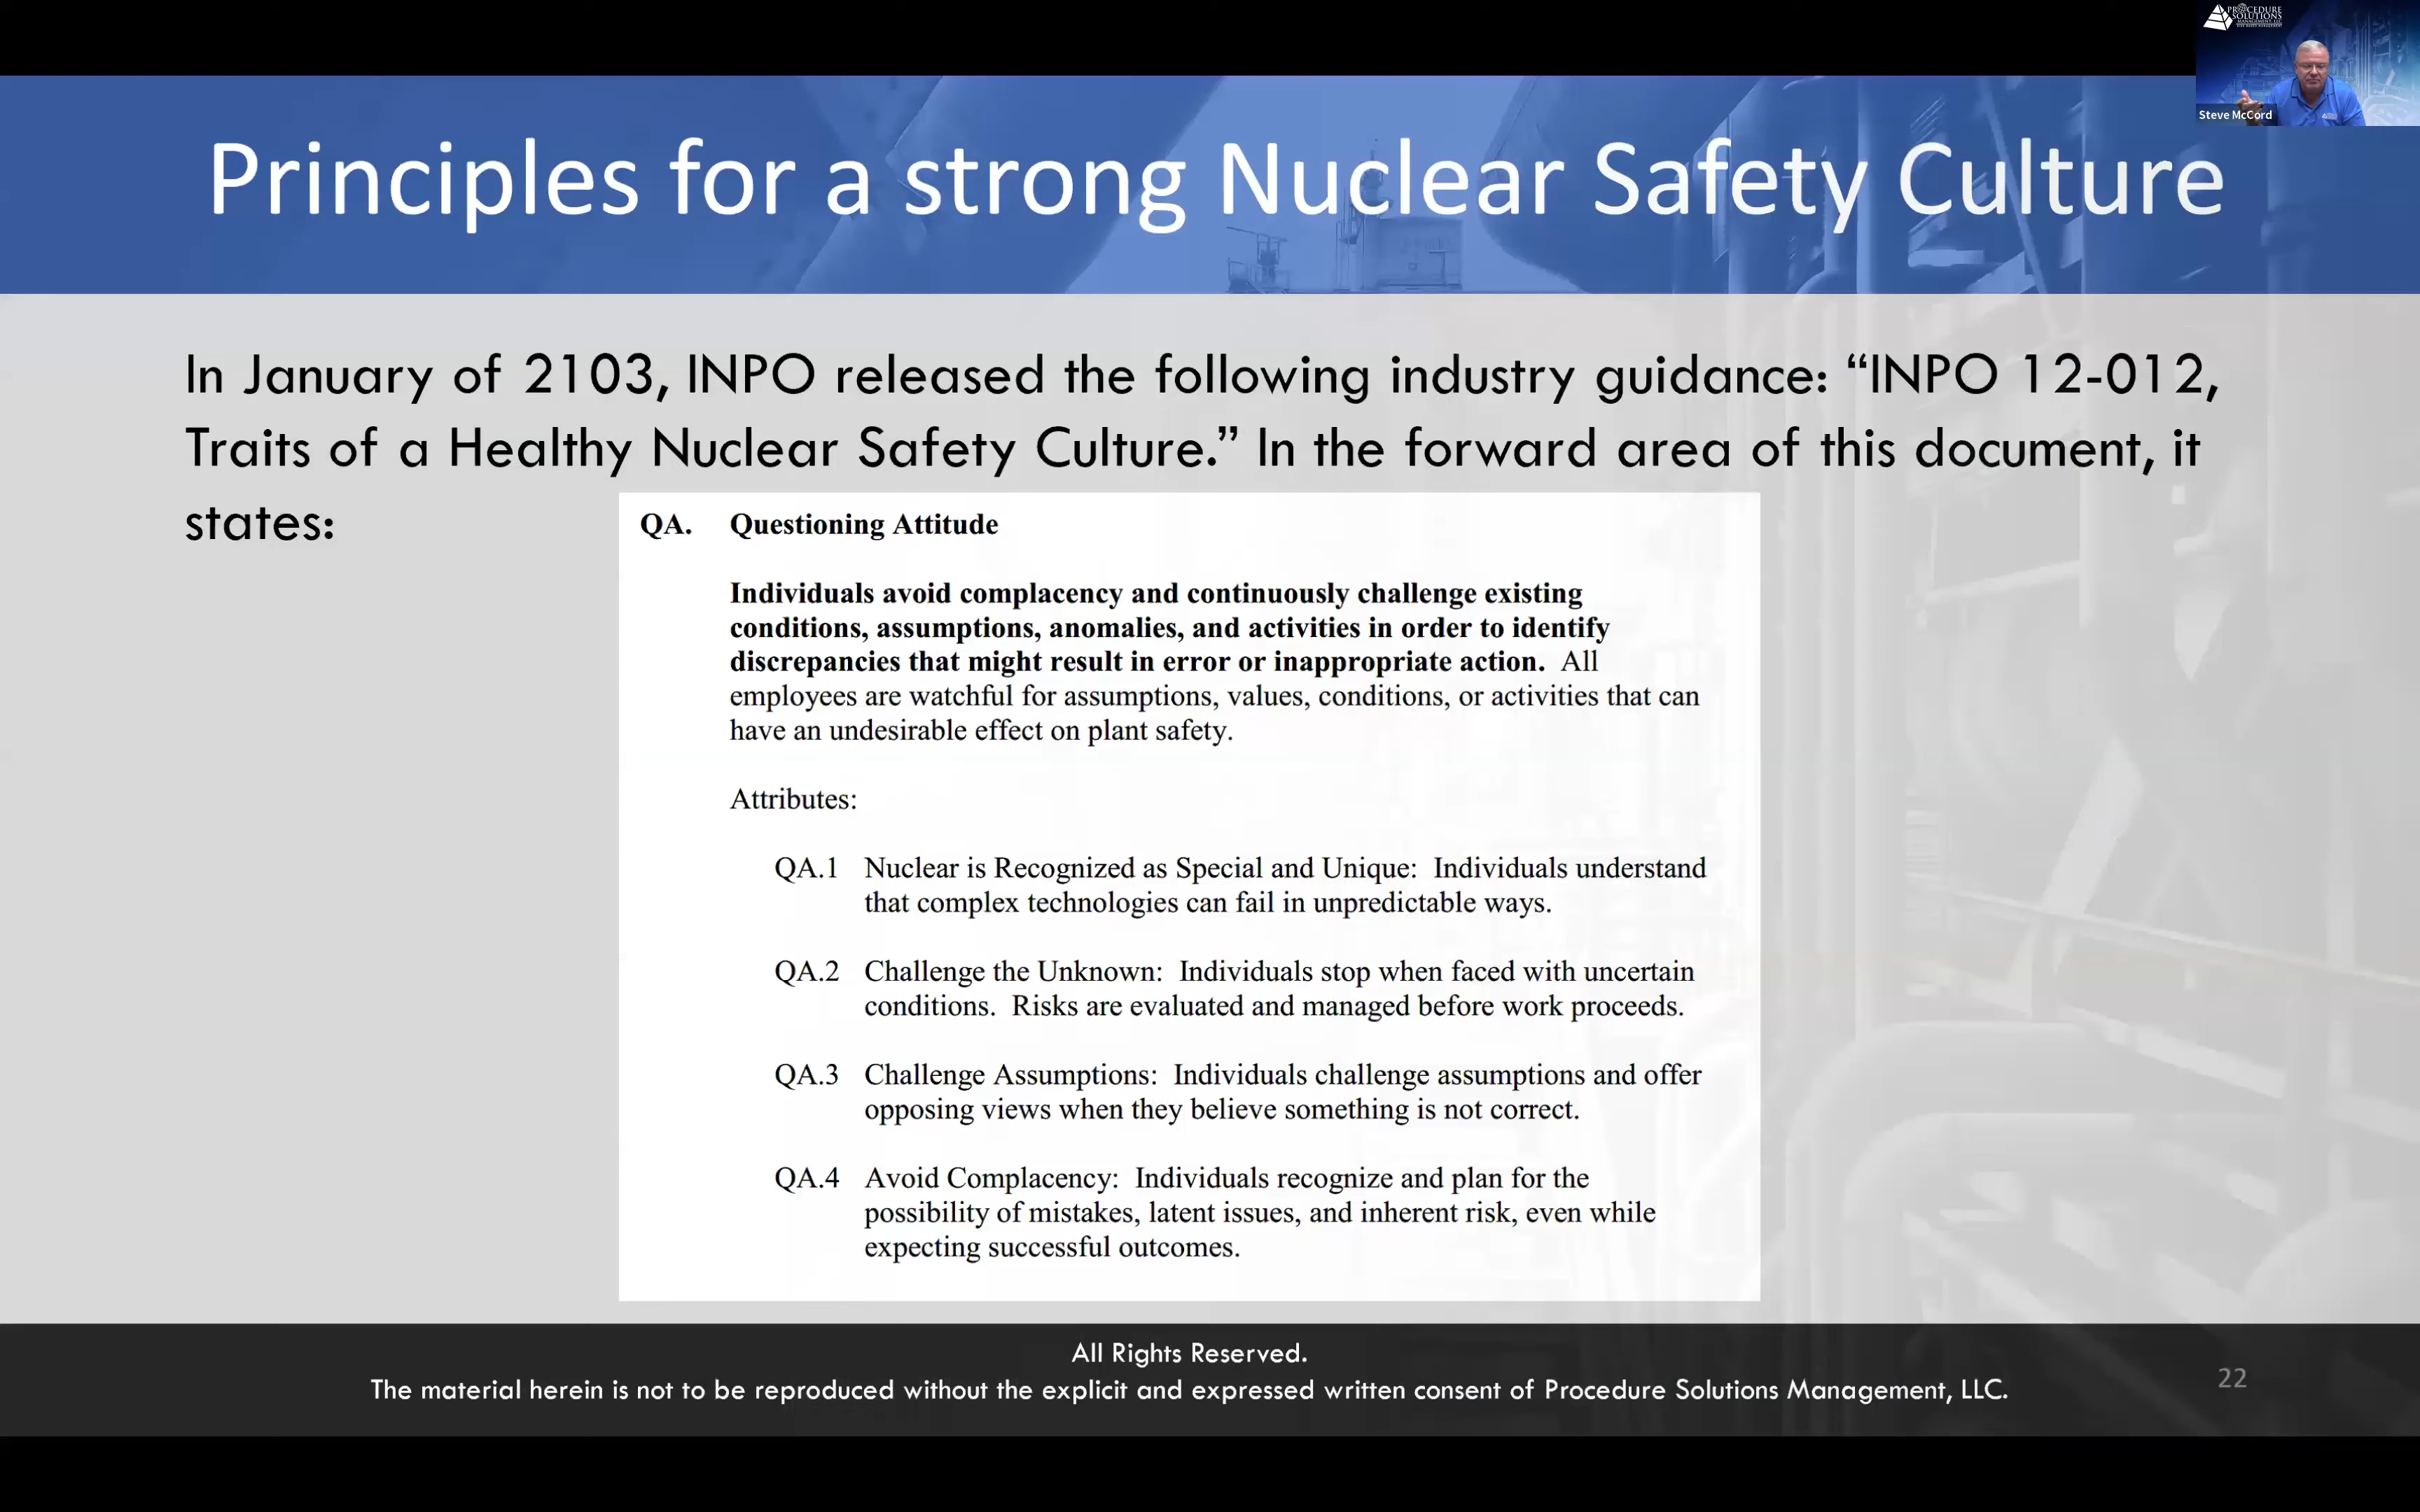 PROCEDURE
SOLUTIONS
MANAGEMENT, LLC
Steve McCord
Principles for a strong Nuclear Safety Culture
In January of 2103, INPO released the following industry guidance: “INPO 12-012,
Traits of a Healthy Nuclear Safety Culture.” In the forward area of this document, it
states:
QA. Questioning Attitude
Individuals avoid complacency and continuously challenge existing
conditions, assumptions, anomalies, and activities in order to identify
discrepancies that might result in error or inappropriate action. All
employees are watchful for assumptions, values, conditions, or activities that can
have an undesirable effect on plant safety.
Attributes:
QA.1 Nuclear is Recognized as Special and Unique: Individuals understand
that complex technologies can fail in unpredictable ways.
QA.2 Challenge the Unknown: Individuals stop when faced with uncertain
conditions. Risks are evaluated and managed before work proceeds.
QA.3 Challenge Assumptions: Individuals challenge assumptions and offer
opposing views when they believe something is not correct.
QA.4 Avoid Complacency: Individuals recognize and plan for the
possibility of mistakes, latent issues, and inherent risk, even while
expecting successful outcomes.
All Rights Reserved.
The material herein is not to be reproduced without the explicit and expressed written consent of Procedure Solutions Management, LLC.
22